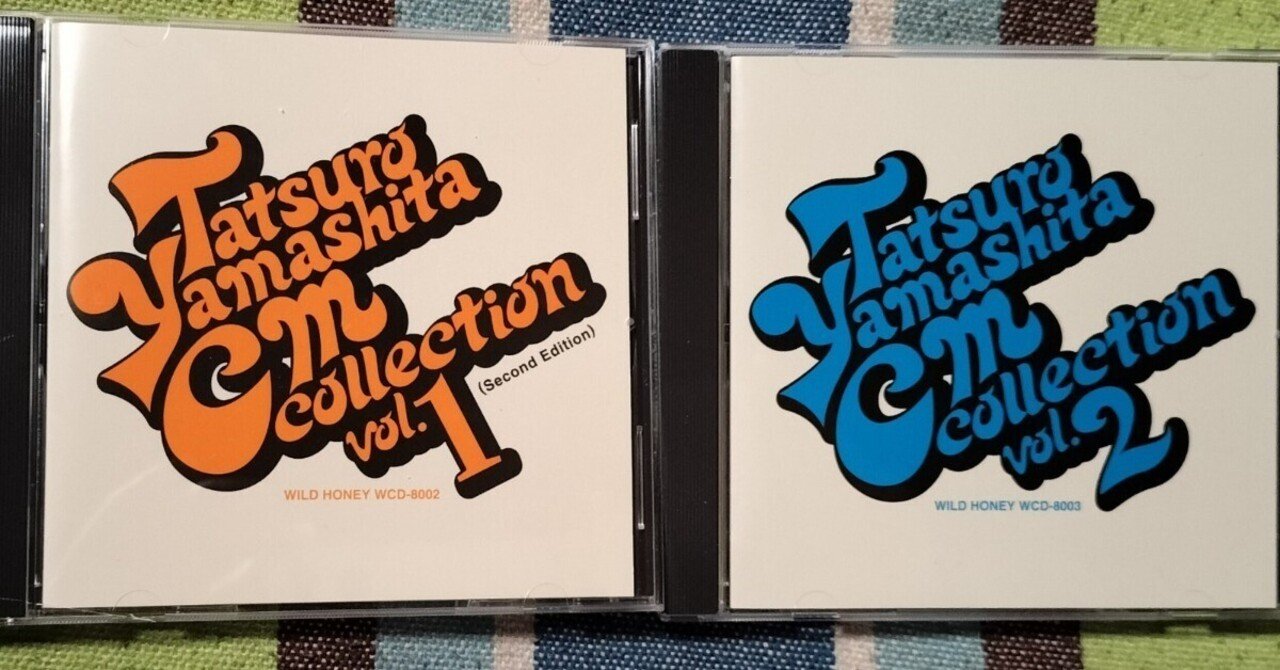 Tatsuro
Yamashita
CM
collection
vol. 1
(Second Edition)
WILD HONEY WCD-8002
Tatsuro
Yamashita
CM
collection
vol. 2
WILD HONEY WCD-8003